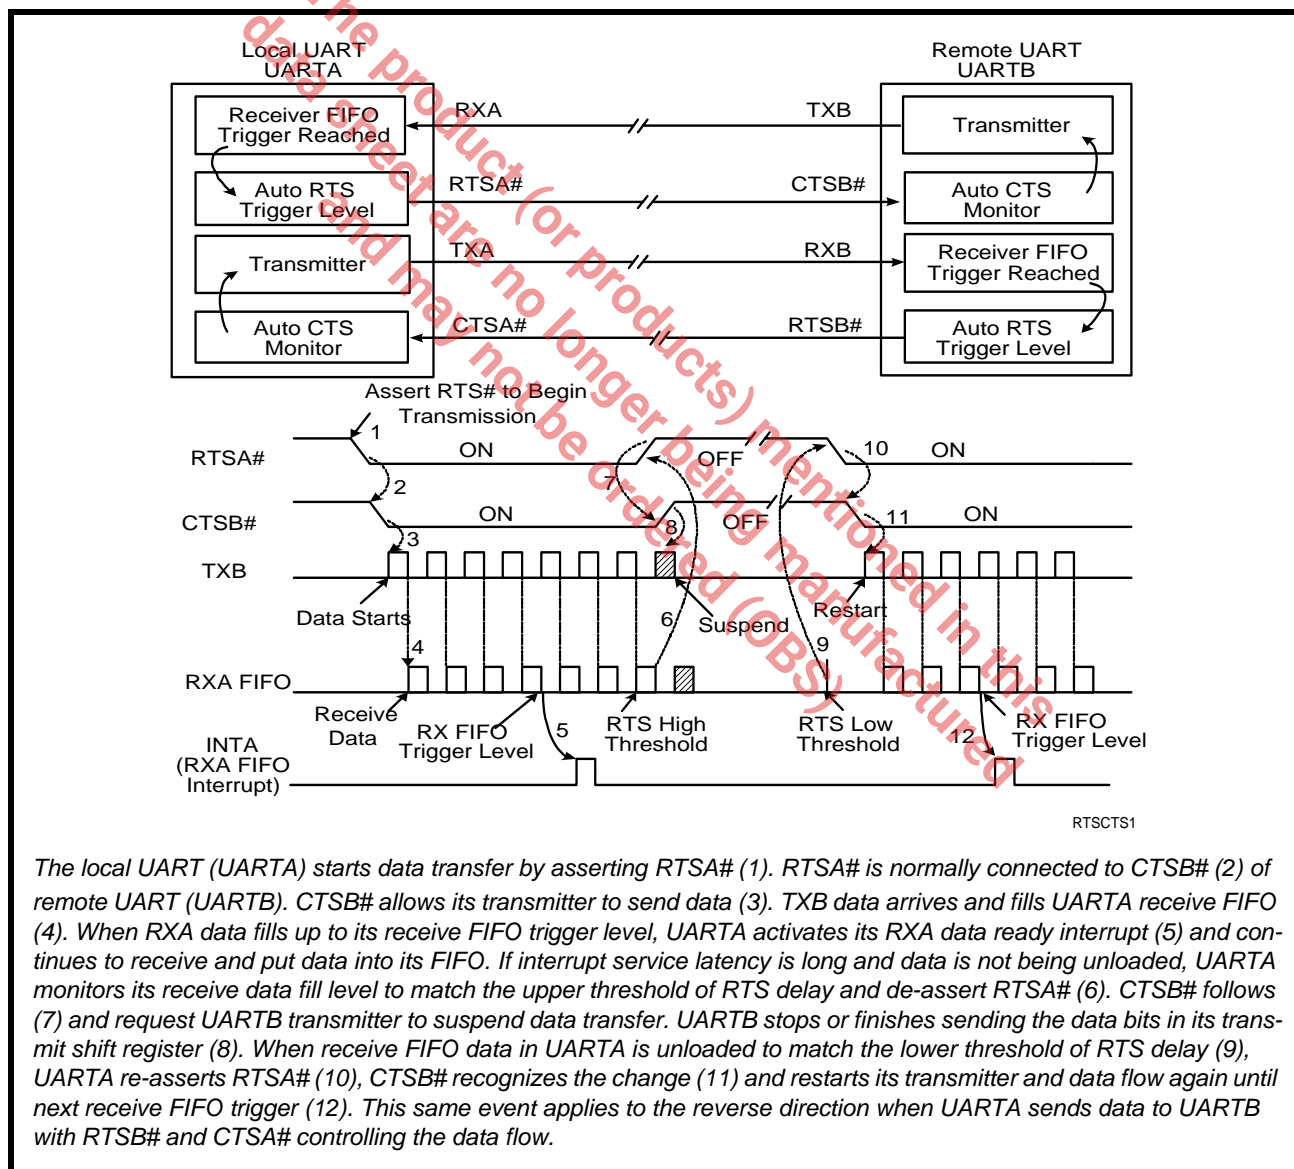 The product (or products) mentioned in this
data sheet are no longer being manufactured
and may not be ordered (OBS)
Local UART
UARTA
Remote UART
UARTB
Receiver FIFO
Trigger Reached
RXA
TXB
Transmitter
Auto RTS
Trigger Level
RTSA#
CTSB#
Auto CTS
Monitor
Transmitter
TXA
RXB
Receiver FIFO
Trigger Reached
Auto CTS
Monitor
CTSA#
RTSB#
Auto RTS
Trigger Level
Assert RTS# to Begin
Transmission
RTSA#
1
ON
OFF
10
ON
2
7
CTSB#
ON
8
OFF
11
ON
3
TXB
Data Starts
Suspend
Restart
4
6
9
RXA FIFO
Receive
Data
RX FIFO
Trigger Level
5
RTS High
Threshold
RTS Low
Threshold
RX FIFO
Trigger Level
12
INTA
(RXA FIFO
Interrupt)
RTSCTS1
The local UART (UARTA) starts data transfer by asserting RTSA# (1). RTSA# is normally connected to CTSB# (2) of
remote UART (UARTB). CTSB# allows its transmitter to send data (3). TXB data arrives and fills UARTA receive FIFO
(4). When RXA data fills up to its receive FIFO trigger level, UARTA activates its RXA data ready interrupt (5) and con-
tinues to receive and put data into its FIFO. If interrupt service latency is long and data is not being unloaded, UARTA
monitors its receive data fill level to match the upper threshold of RTS delay and de-assert RTSA# (6). CTSB# follows
(7) and request UARTB transmitter to suspend data transfer. UARTB stops or finishes sending the data bits in its trans-
mit shift register (8). When receive FIFO data in UARTA is unloaded to match the lower threshold of RTS delay (9),
UARTA re-asserts RTSA# (10), CTSB# recognizes the change (11) and restarts its transmitter and data flow again until
next receive FIFO trigger (12). This same event applies to the reverse direction when UARTA sends data to UARTB
with RTSB# and CTSA# controlling the data flow.